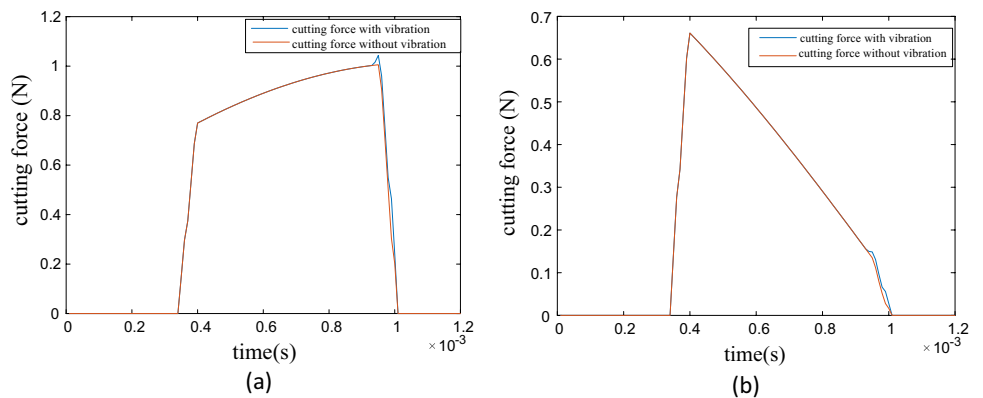 cutting force with vibration
cutting force without vibration
cutting force (N)
1.2
1
0.8
0.6
0.4
0.2
0
0 0.2 0.4 0.6 0.8 1 1.2
×10-3
time(s)
(a)
cutting force with vibration
cutting force without vibration
cutting force (N)
0.7
0.6
0.5
0.4
0.3
0.2
0.1
0
0 0.2 0.4 0.6 0.8 1 1.2
×10-3
time(s)
(b)